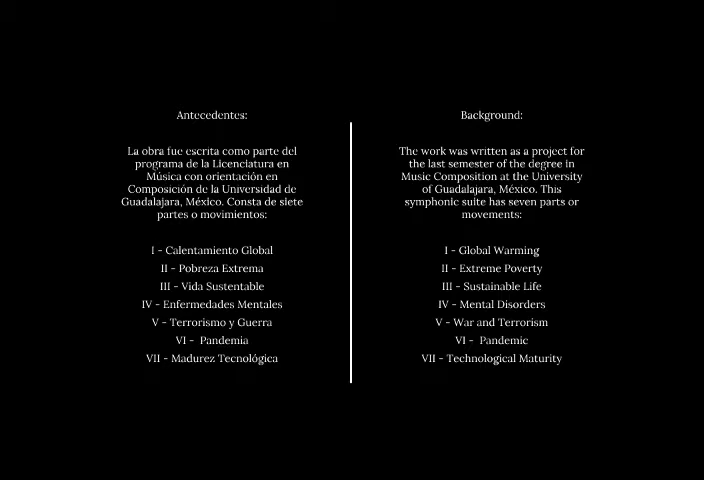 Antecedentes:
La obra fue escrita como parte del
programa de la Licenciatura en
Música con orientación en
Composición de la Universidad de
Guadalajara, México. Consta de siete
partes o movimientos:
I - Calentamiento Global
II - Pobreza Extrema
III - Vida Sustentable
IV - Enfermedades Mentales
V - Terrorismo y Guerra
VI - Pandemia
VII - Madurez Tecnológica
Background:
The work was written as a project for
the last semester of the degree in
Music Composition at the University
of Guadalajara, México. This
symphonic suite has seven parts or
movements:
I - Global Warming
II - Extreme Poverty
III - Sustainable Life
IV - Mental Disorders
V - War and Terrorism
VI - Pandemic
VII - Technological Maturity